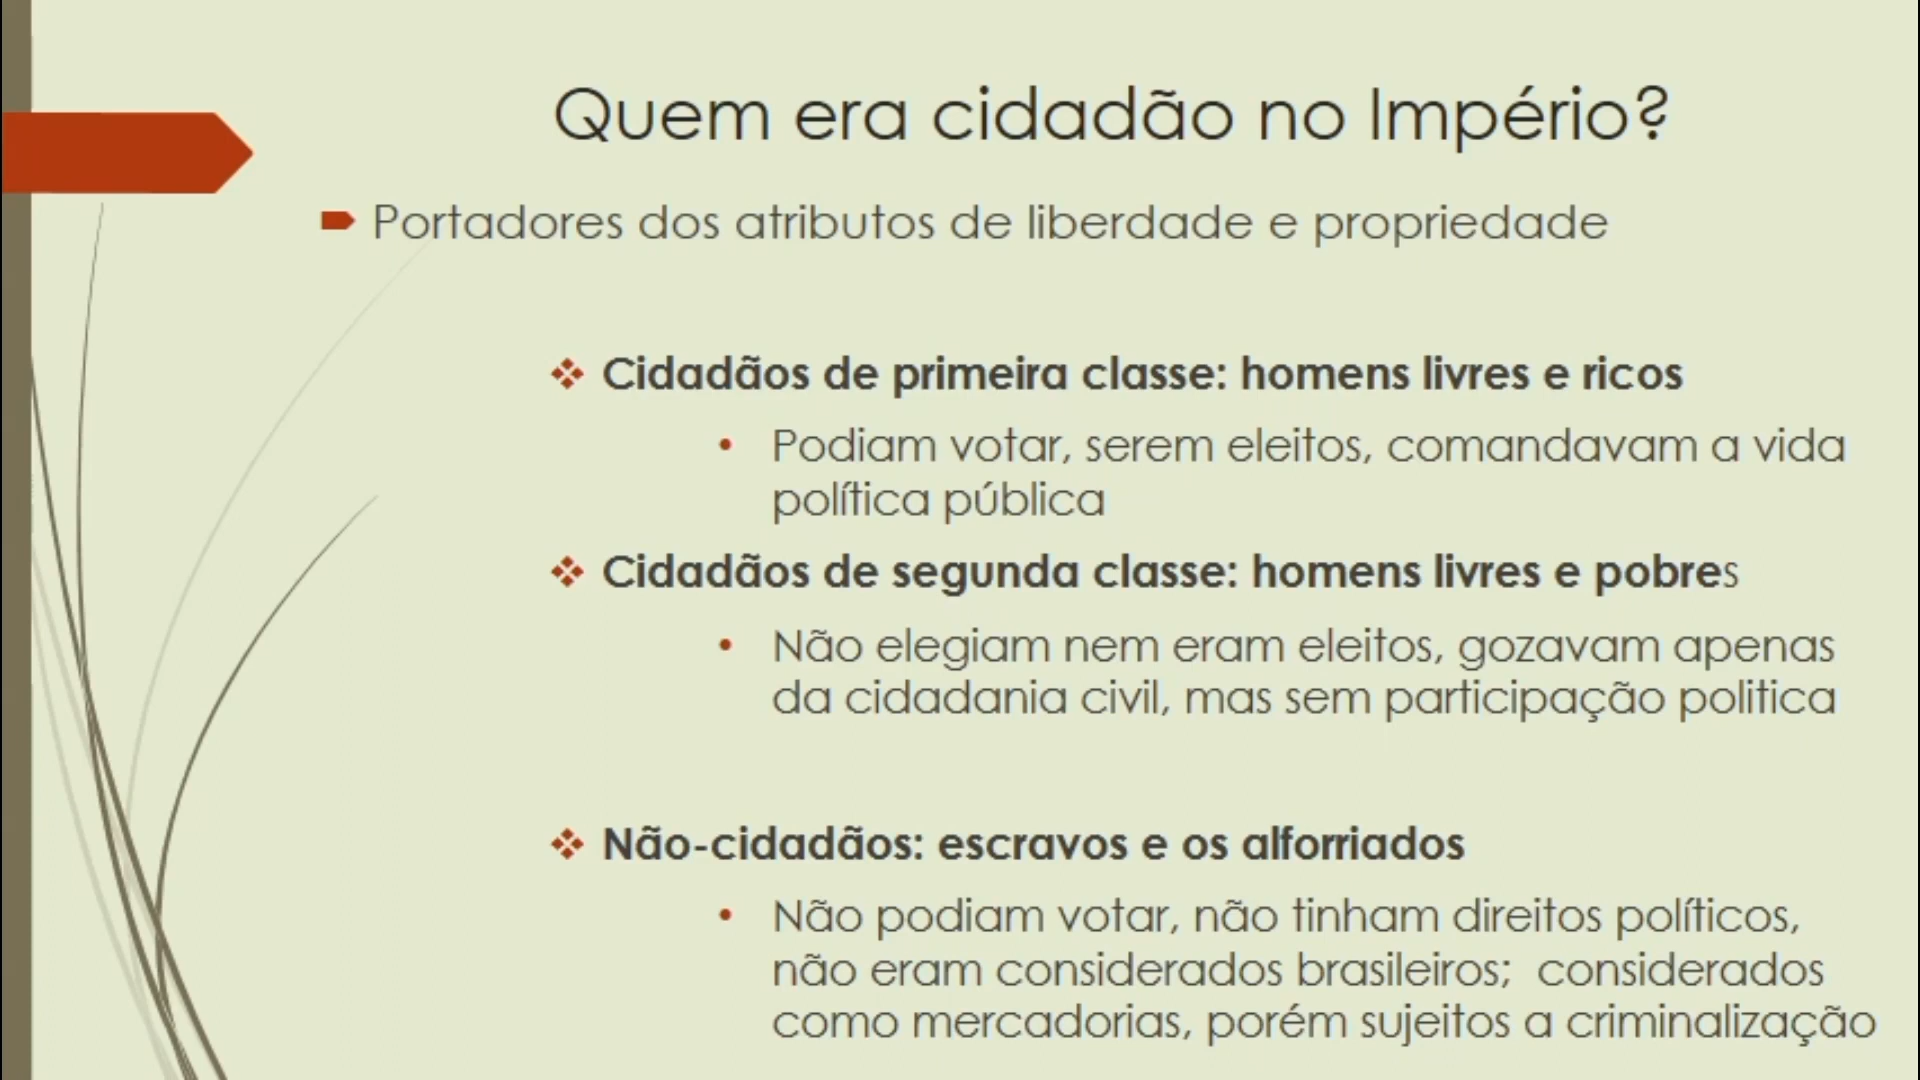 Quem era cidadão no Império?
Portadores dos atributos de liberdade e propriedade
Cidadãos de primeira classe: homens livres e ricos
Podiam votar, serem eleitos, comandavam a vida
política pública
Cidadãos de segunda classe: homens livres e pobres
Não elegiam nem eram eleitos, gozavam apenas
da cidadania civil, mas sem participação politica
Não-cidadãos: escravos e os alforriados
Não podiam votar, não tinham direitos políticos,
não eram considerados brasileiros; considerados
como mercadorias, porém sujeitos a criminalização